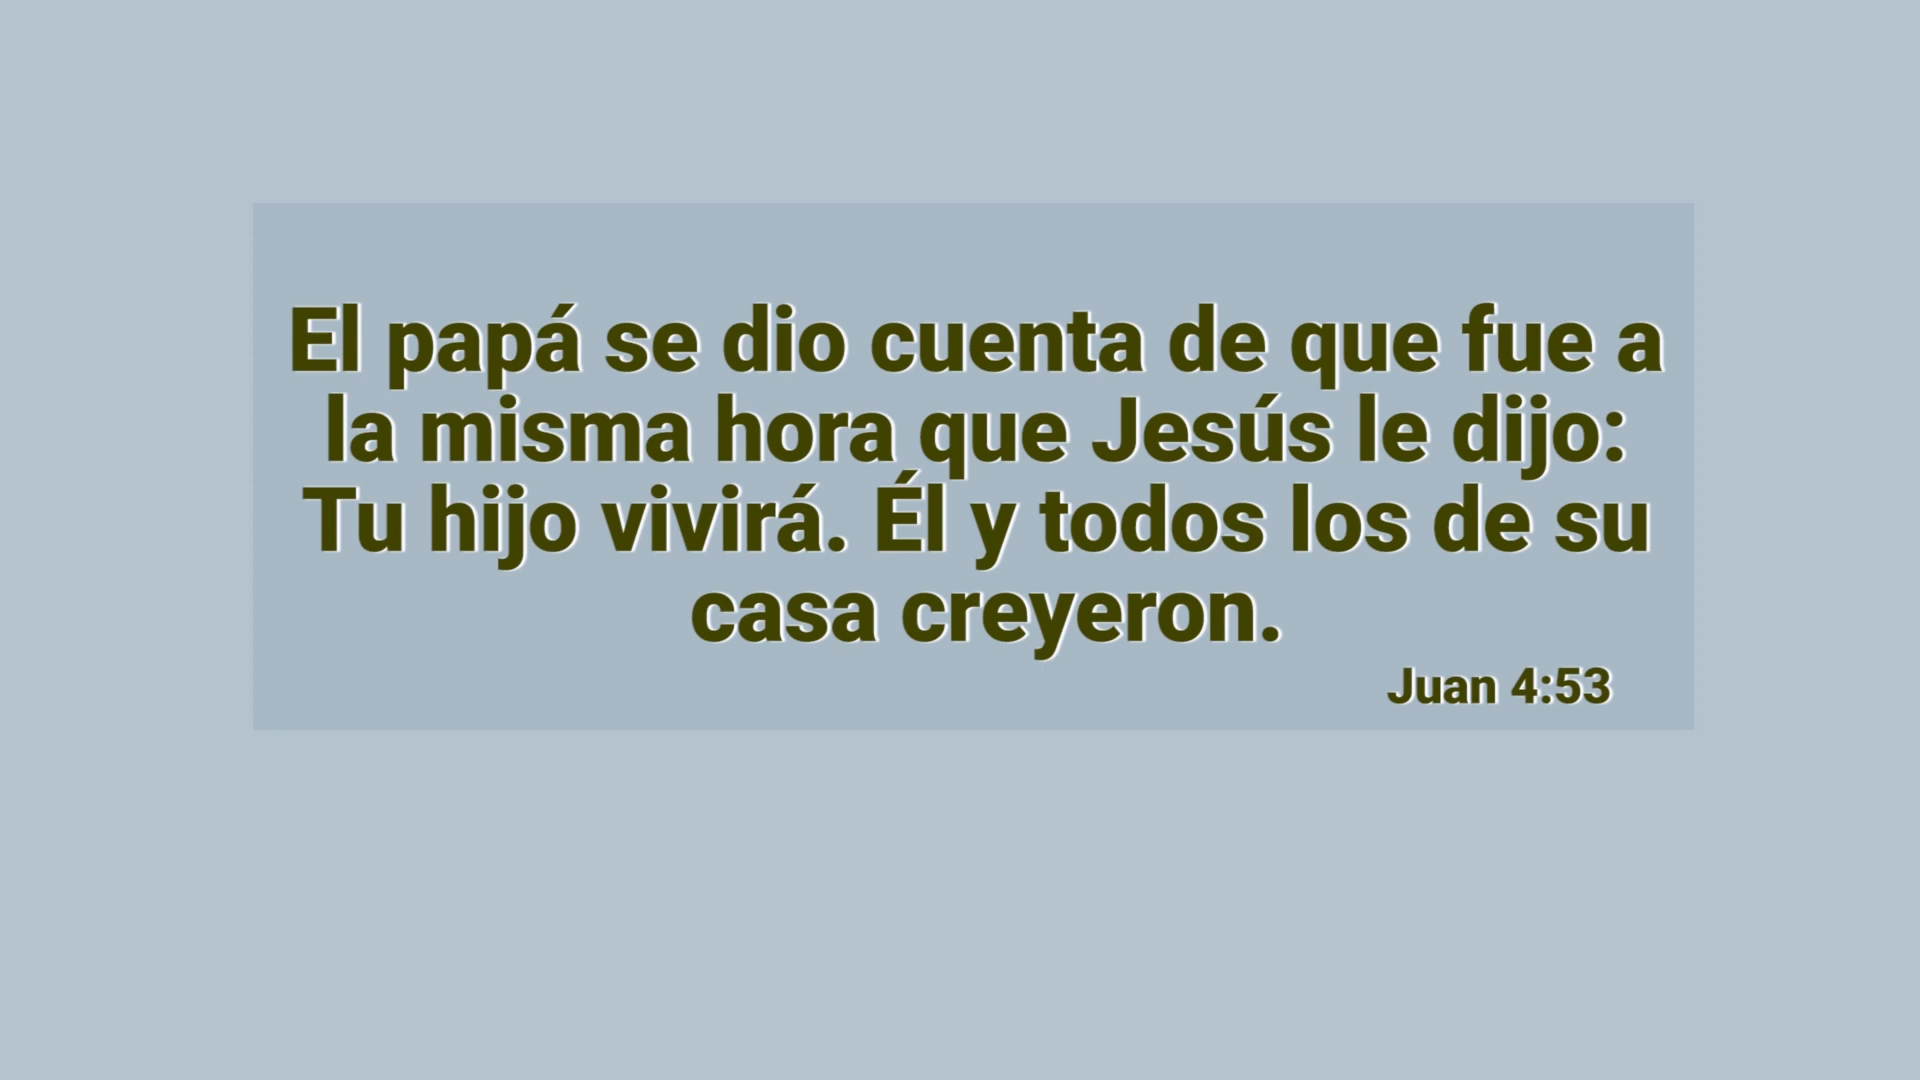 El papá se dio cuenta de que fue a
la misma hora que Jesús le dijo:
Tu hijo vivirá. Él y todos los de su
casa creyeron.
Juan 4:53